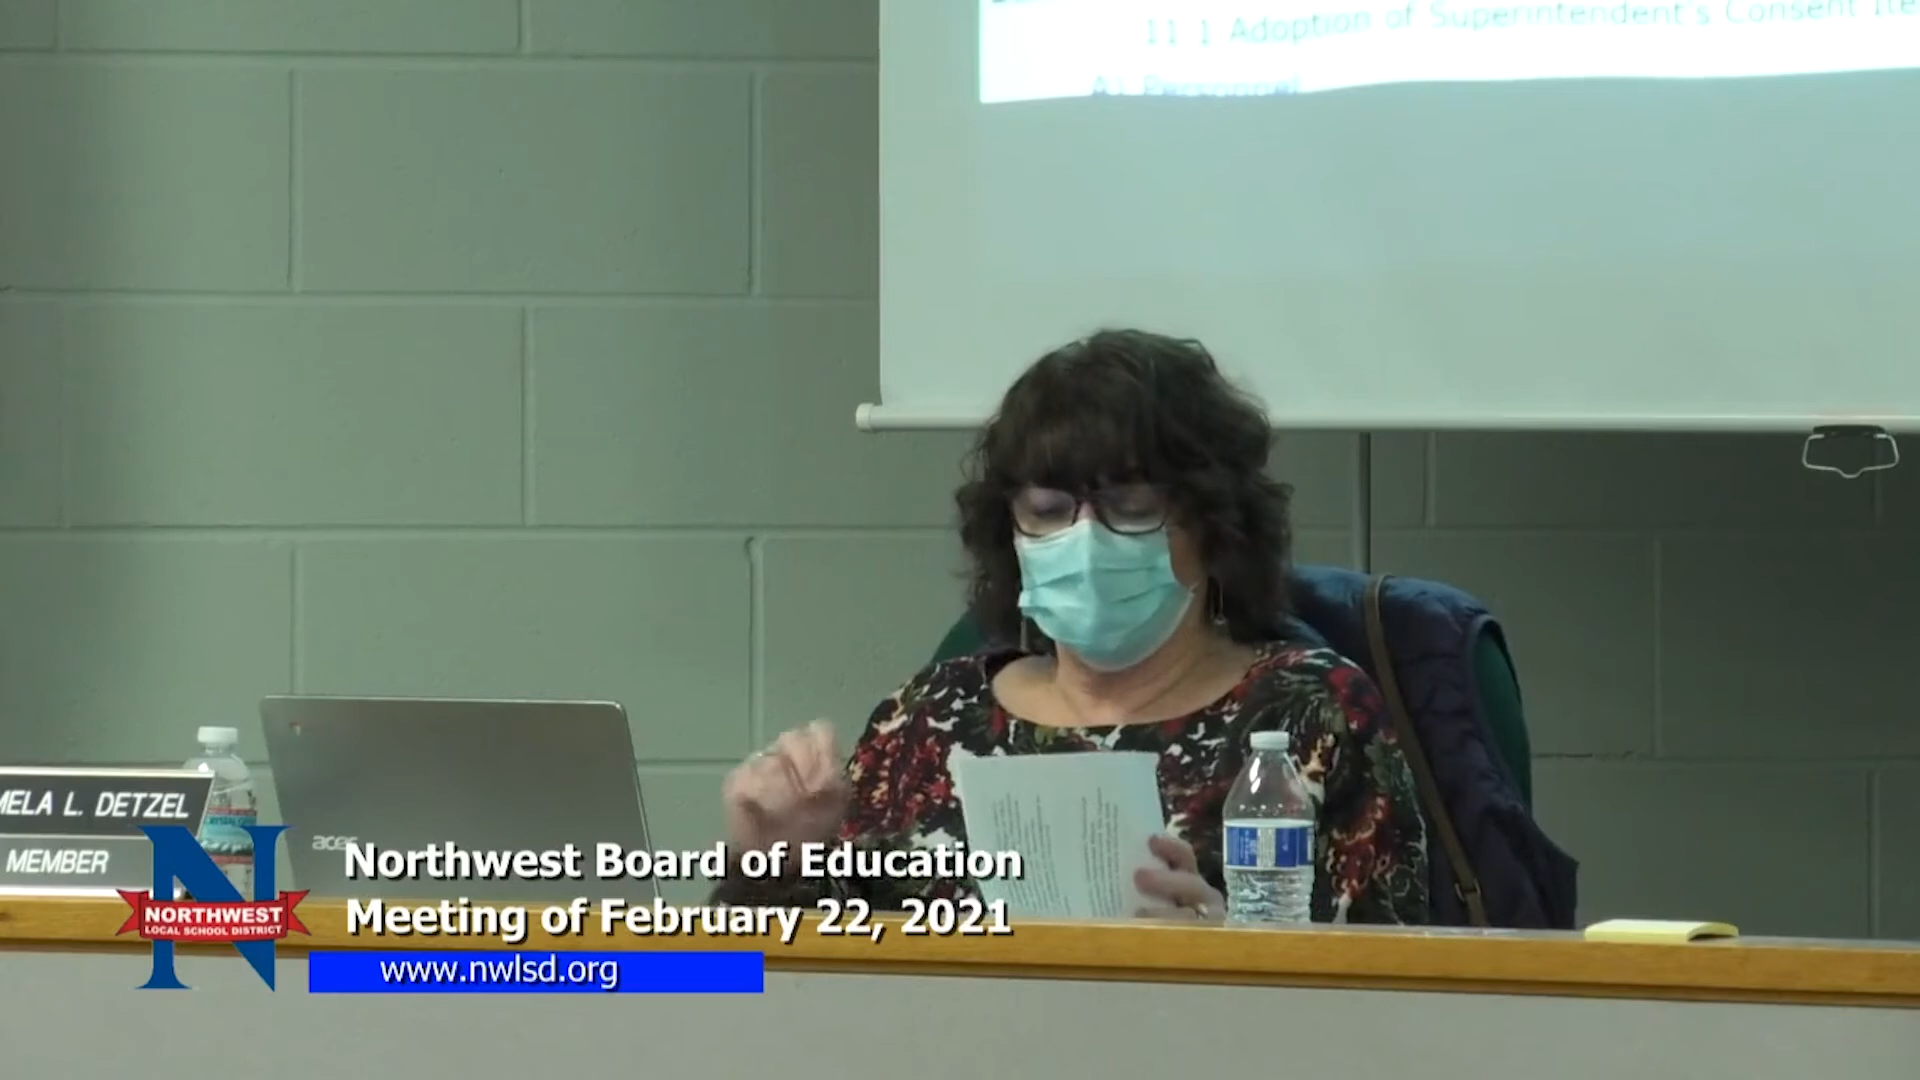 11.1 Adoption of Superintendent's Consent Ite
A) Personnel
MELA L. DETZEL
MEMBER
acer
NORTHWEST
LOCAL SCHOOL DISTRICT
Northwest Board of Education
Meeting of February 22, 2021
www.nwlsd.org